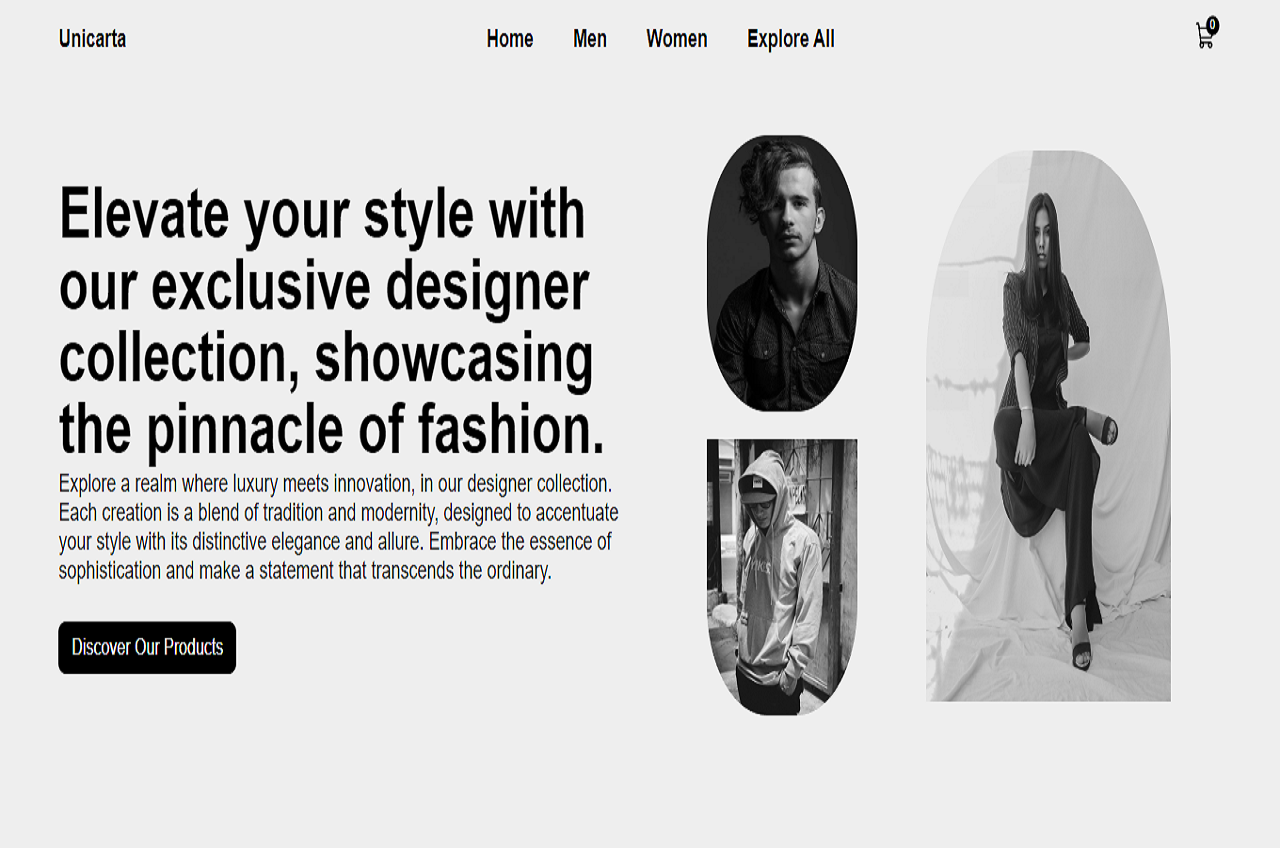 Unicarta
Home Men Women Explore All
0
Elevate your style with
our exclusive designer
collection, showcasing
the pinnacle of fashion.
Explore a realm where luxury meets innovation, in our designer collection.
Each creation is a blend of tradition and modernity, designed to accentuate
your style with its distinctive elegance and allure. Embrace the essence of
sophistication and make a statement that transcends the ordinary.
Discover Our Products